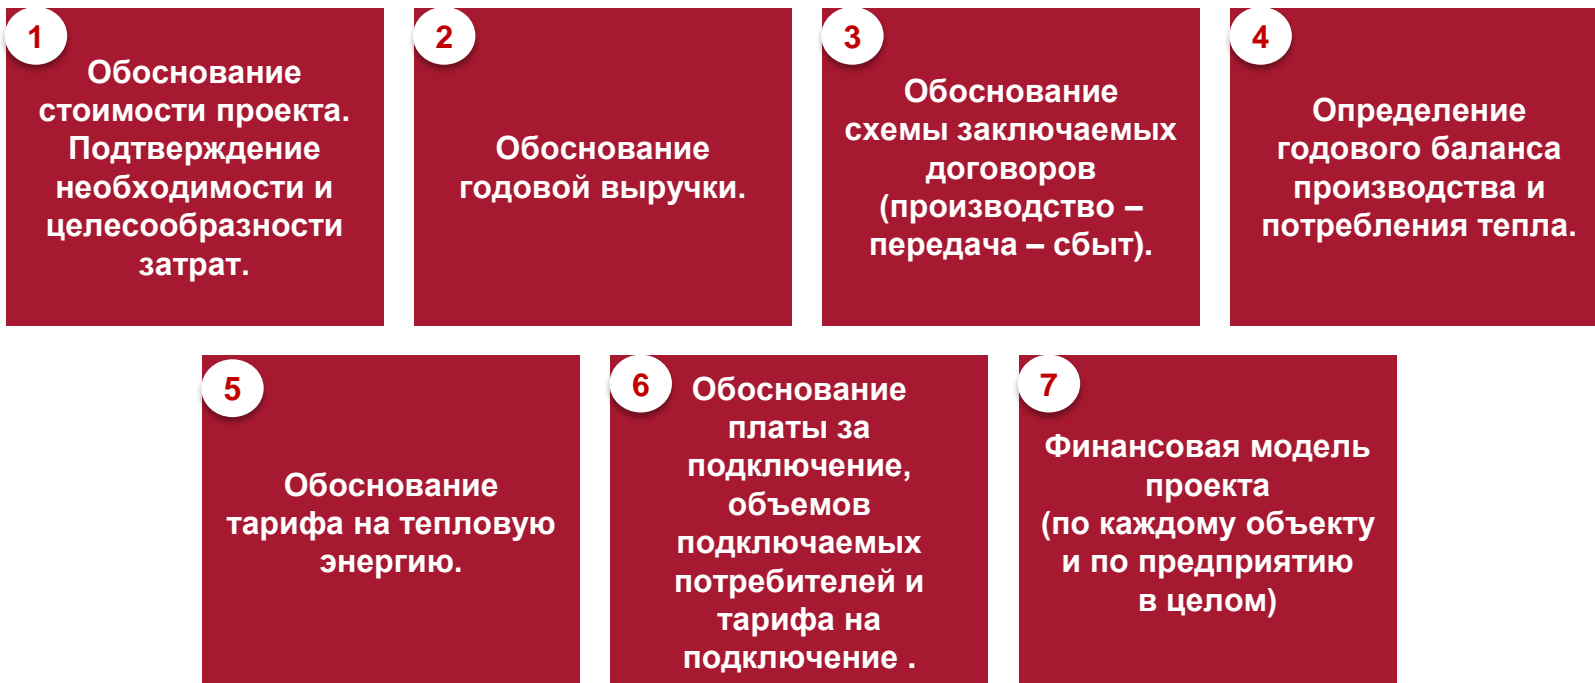 1
Обоснование
стоимости проекта.
Подтверждение
необходимости и
целесообразности
затрат.
2
Обоснование
годовой выручки.
3
Обоснование
схемы заключаемых
договоров
(производство –
передача – сбыт).
4
Определение
годового баланса
производства и
потребления тепла.
5
Обоснование
тарифа на тепловую
энергию.
6
Обоснование
платы за
подключение,
объемов
подключаемых
потребителей и
тарифа на
подключение .
7
Финансовая модель
проекта
(по каждому объекту
и по предприятию
в целом)